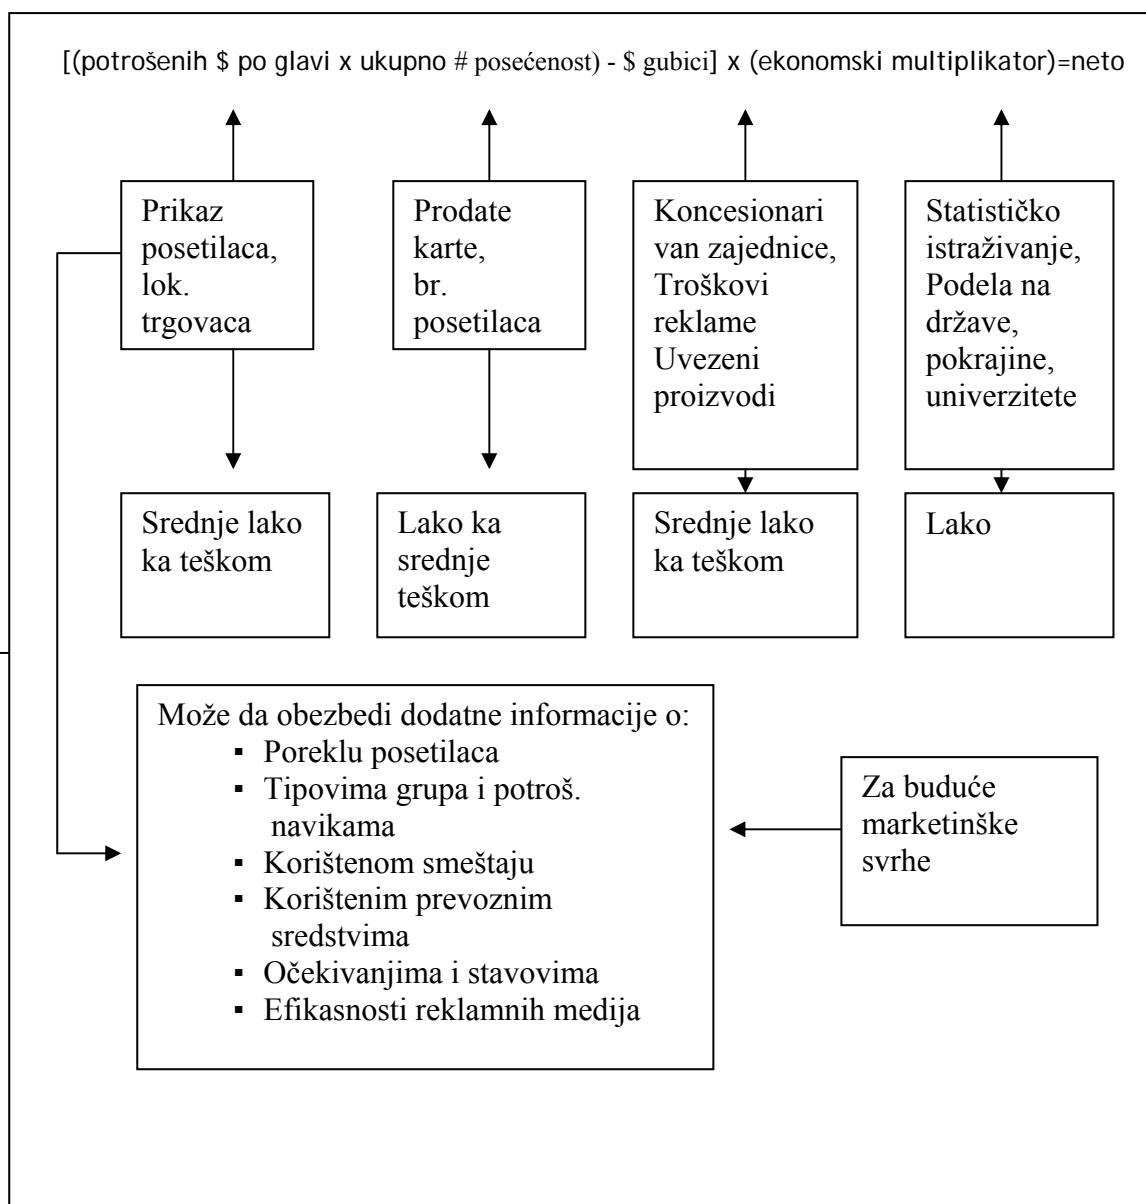 [(potrošenih $ po glavi x ukupno # posećenost) - $ gubici] x (ekonomski multiplikator)=neto
Prikaz
posetilaca,
lok.
trgovaca
Prodate
karte,
br.
posetilaca
Koncesionari
van zajednice,
Troškovi
reklame
Uvezeni
proizvodi
Statističko
istraživanje,
Podela na
države,
pokrajine,
univerzitete
Srednje lako
ka teškom
Lako ka
srednje
teškom
Srednje lako
ka teškom
Lako
Može da obezbedi dodatne informacije o:
▪ Poreklu posetilaca
▪ Tipovima grupa i potroš.
navikama
▪ Korištenom smeštaju
▪ Korištenim prevoznim
sredstvima
▪ Očekivanjima i stavovima
▪ Efikasnosti reklamnih medija
Za buduće
marketinške
svrhe